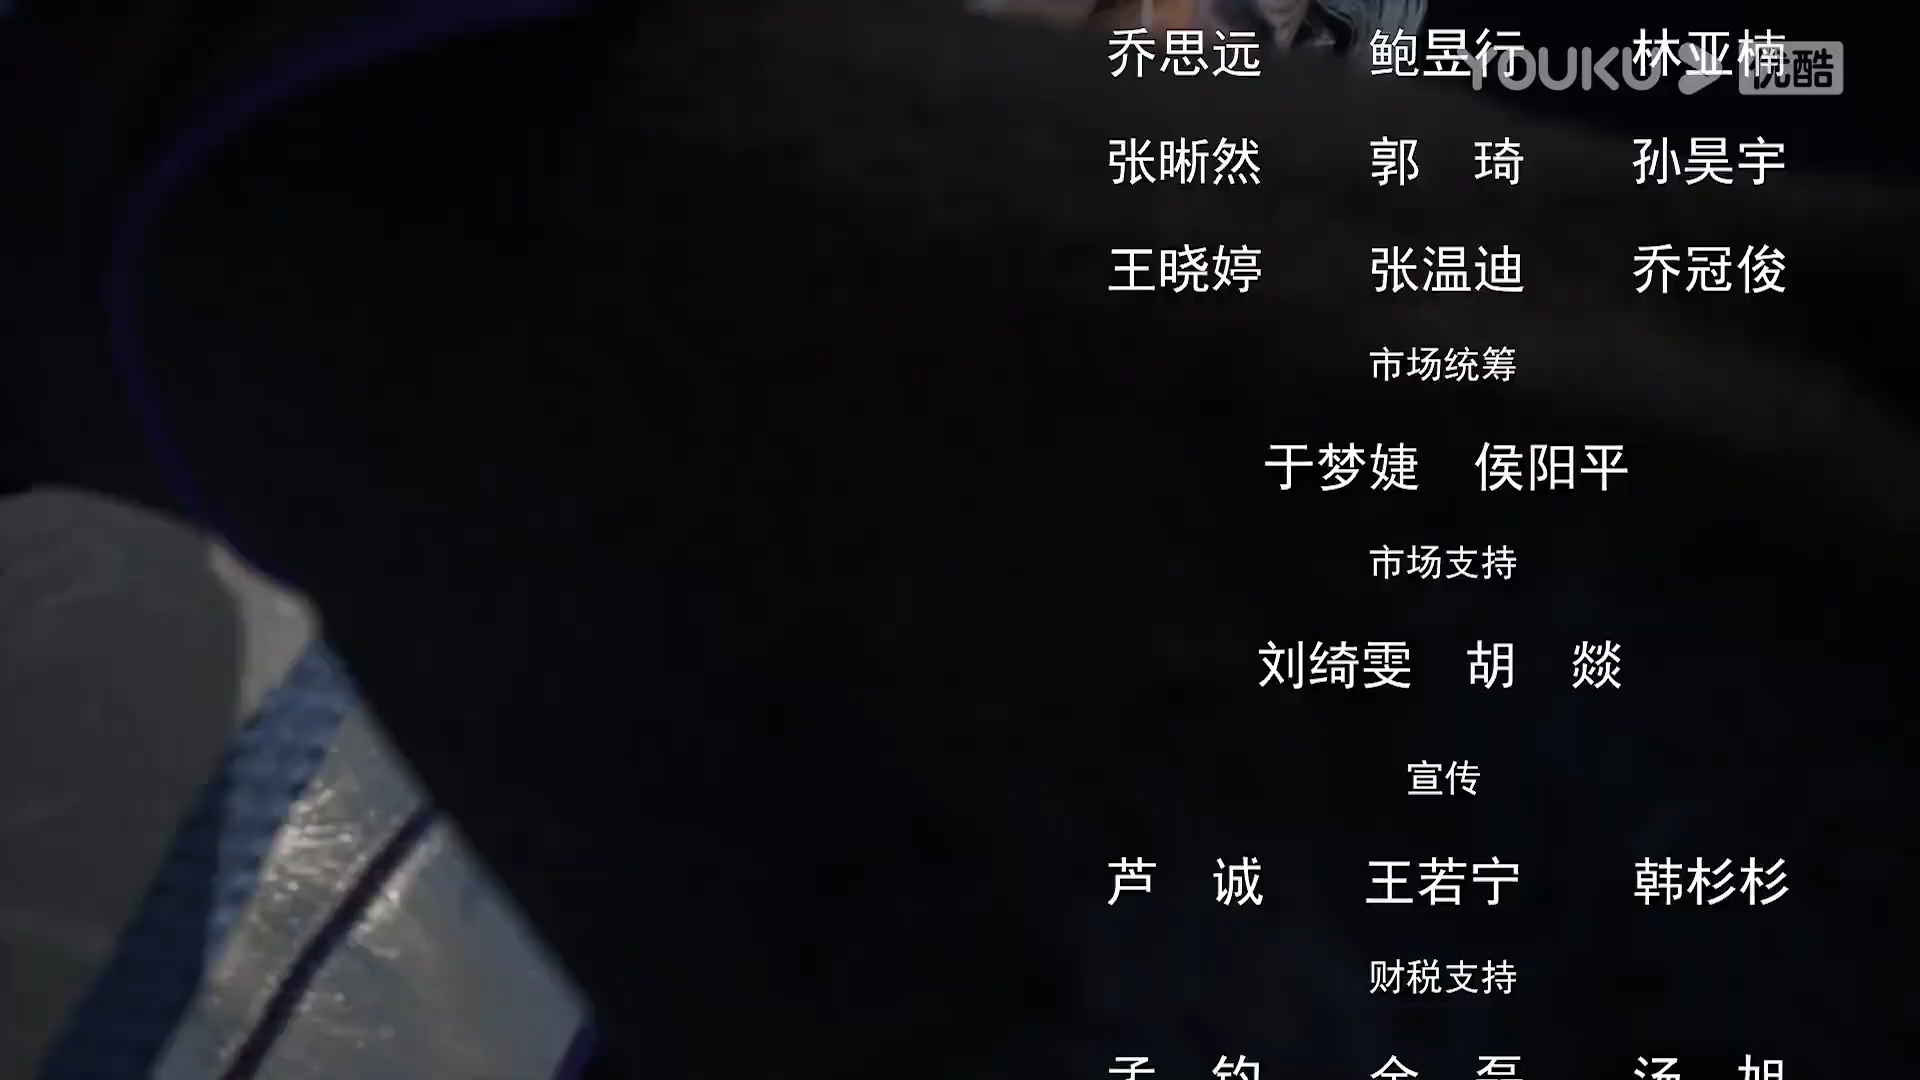 乔思远 鲍昱行 林亚楠
YOUKU 优酷
张晰然 郭 琦 孙昊宇
王晓婷 张温迪 乔冠俊
市场统筹
于梦婕 侯阳平
市场支持
刘绮雯 胡 燚
宣传
芦 诚 王若宁 韩杉杉
财税支持